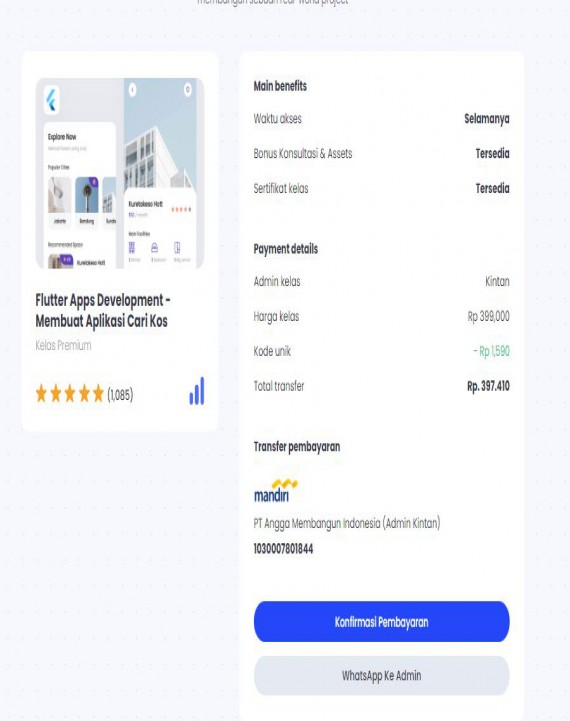 membangun sebuah real-world project
Explore Now
Popular Cities
Jakarta
Bandung
Recommended Space
Kuretakeso Hott
Kuretakeso Hott
Main Facilities
Flutter Apps Development -
Membuat Aplikasi Cari Kos
Kelas Premium
(1,085)
Main benefits
Waktu akses Selamanya
Bonus Konsultasi & Assets Tersedia
Sertifikat kelas Tersedia
Payment details
Admin kelas Kintan
Harga kelas Rp 399,000
Kode unik - Rp 1,590
Total transfer Rp. 397.410
Transfer pembayaran
mandiri
PT Angga Membangun Indonesia (Admin Kintan)
1030007801844
Konfirmasi Pembayaran
WhatsApp Ke Admin